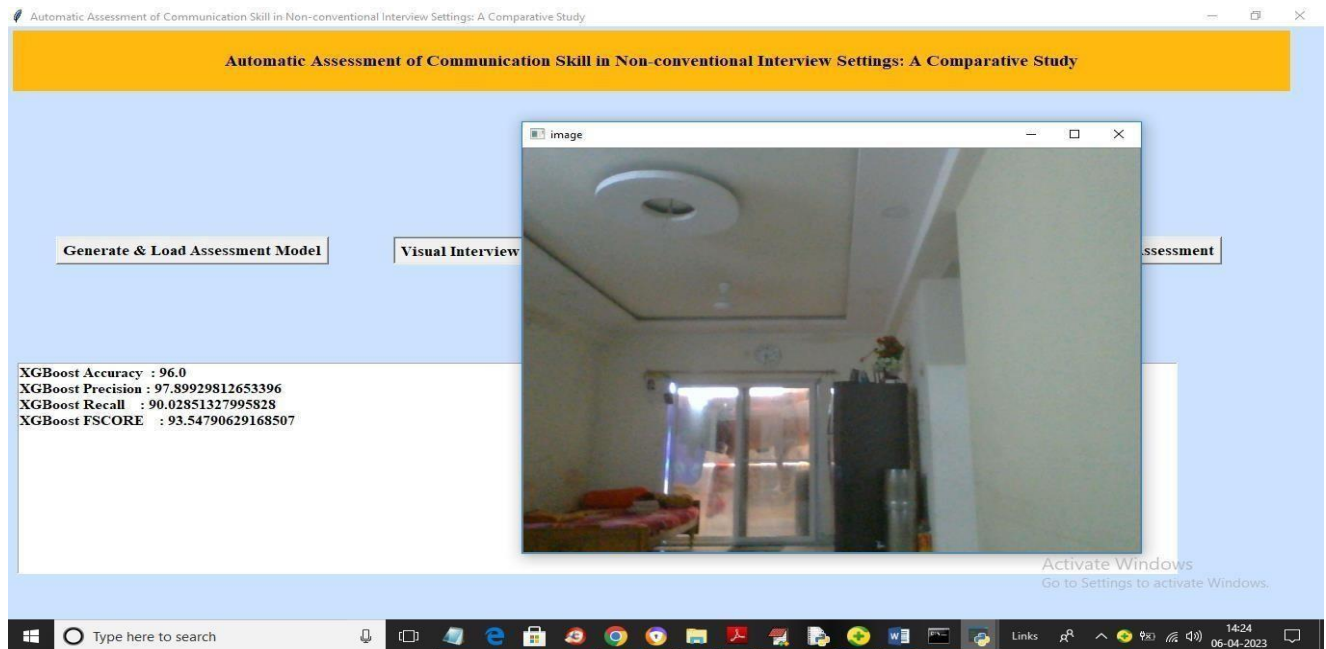 Automatic Assessment of Communication Skill in Non-conventional Interview Settings: A Comparative Study
Automatic Assessment of Communication Skill in Non-conventional Interview Settings: A Comparative Study
image
Generate & Load Assessment Model
Visual Interview
ssessment
XGBoost Accuracy : 96.0
XGBoost Precision : 97.89929812653396
XGBoost Recall : 90.02851327995828
XGBoost FSCORE : 93.54790629168507
Activate Windows
Go to Settings to activate Windows.
Type here to search
Links
14:24
06-04-2023